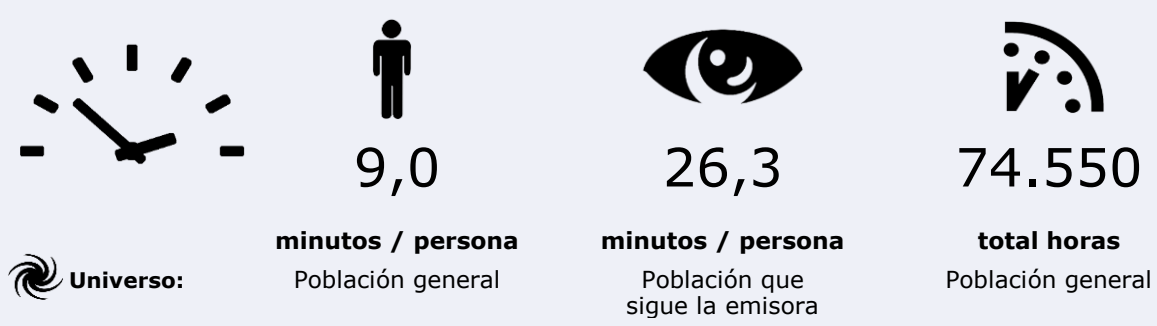 9,0
26,3
74.550
minutos / persona
minutos / persona
total horas
Universo:
Población general
Población que
sigue la emisora
Población general